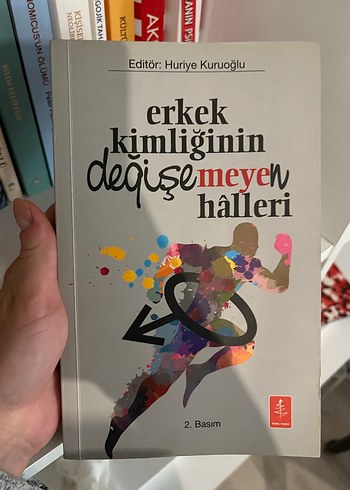 Editör: Huriye Kuruoğlu
erkek
kimliğinin
değişemeyen
hâlleri
2. Basım